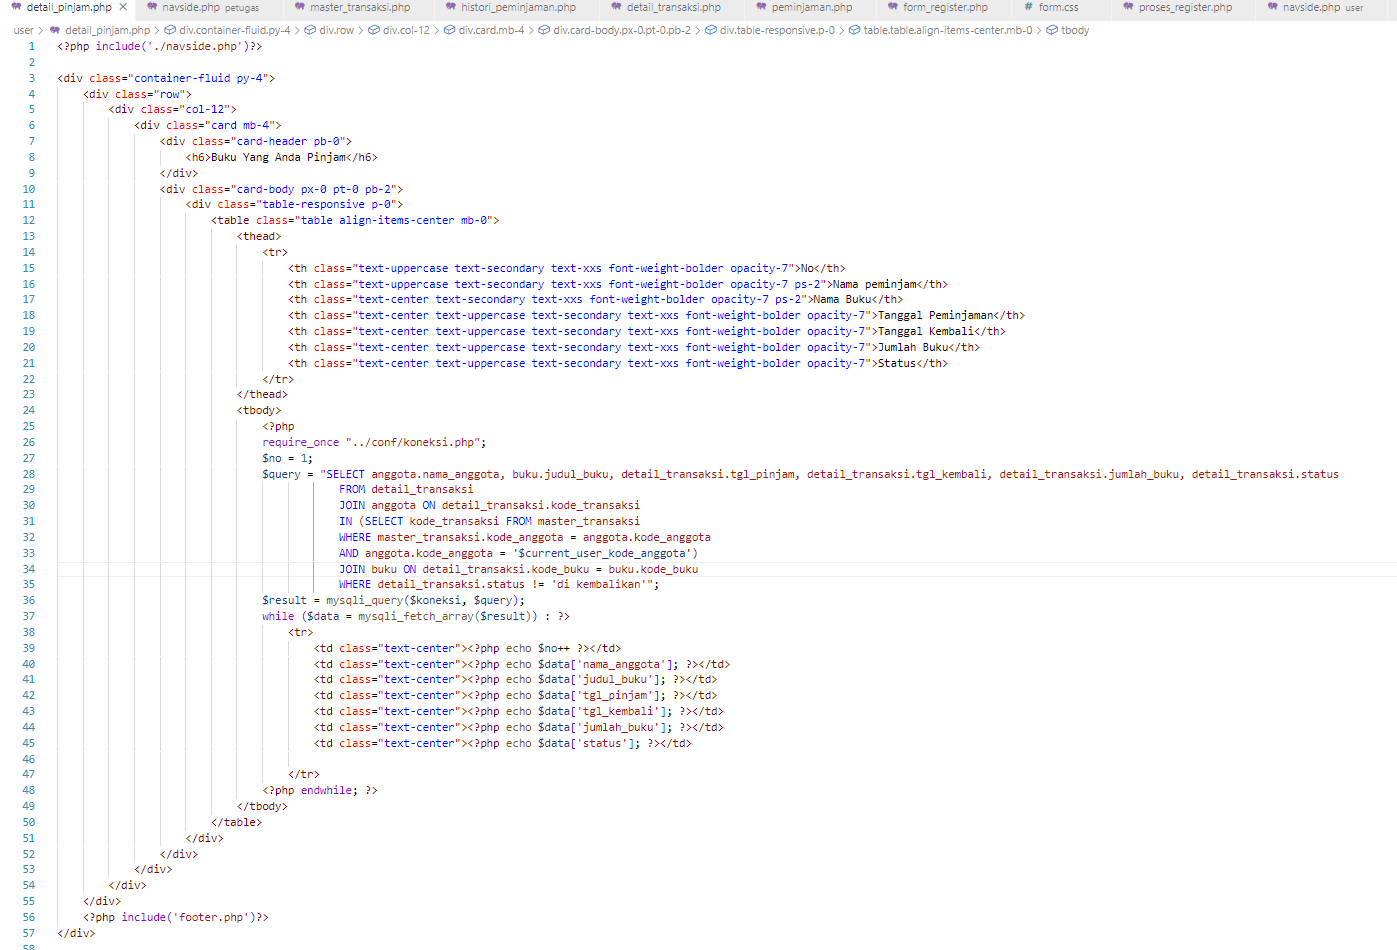 detail_pinjam.php × navside.php petugas master_transaksi.php histori_peminjaman.php detail_transaksi.php peminjaman.php form_register.php # form.css proses_register.php navside.php user
user > detail_pinjam.php > div.container-fluid.py-4 > div.row > div.col-12 > div.card.mb-4 > div.card-body.px-0.pt-0.pb-2 > div.table-responsive.p-0 > table.table.align-items-center.mb-0 > tbody
1 <?php include('./navside.php')?>
2
3 <div class="container-fluid py-4">
4 <div class="row">
5 <div class="col-12">
6 <div class="card mb-4">
7 <div class="card-header pb-0">
8 <h6>Buku Yang Anda Pinjam</h6>
9 </div>
10 <div class="card-body px-0 pt-0 pb-2">
11 <div class="table-responsive p-0">
12 <table class="table align-items-center mb-0">
13 <thead>
14 <tr>
15 <th class="text-uppercase text-secondary text-xxs font-weight-bolder opacity-7">No</th>
16 <th class="text-uppercase text-secondary text-xxs font-weight-bolder opacity-7 ps-2">Nama peminjam</th>
17 <th class="text-center text-secondary text-xxs font-weight-bolder opacity-7 ps-2">Nama Buku</th>
18 <th class="text-center text-uppercase text-secondary text-xxs font-weight-bolder opacity-7">Tanggal Peminjaman</th>
19 <th class="text-center text-uppercase text-secondary text-xxs font-weight-bolder opacity-7">Tanggal Kembali</th>
20 <th class="text-center text-uppercase text-secondary text-xxs font-weight-bolder opacity-7">Jumlah Buku</th>
21 <th class="text-center text-uppercase text-secondary text-xxs font-weight-bolder opacity-7">Status</th>
22 </tr>
23 </thead>
24 <tbody>
25 <?php
26 require_once "../conf/koneksi.php";
27 $no = 1;
28 $query = "SELECT anggota.nama_anggota, buku.judul_buku, detail_transaksi.tgl_pinjam, detail_transaksi.tgl_kembali, detail_transaksi.jumlah_buku, detail_transaksi.status
29 FROM detail_transaksi
30 JOIN anggota ON detail_transaksi.kode_transaksi
31 IN (SELECT kode_transaksi FROM master_transaksi
32 WHERE master_transaksi.kode_anggota = anggota.kode_anggota
33 AND anggota.kode_anggota = '$current_user_kode_anggota')
34 JOIN buku ON detail_transaksi.kode_buku = buku.kode_buku
35 WHERE detail_transaksi.status != 'di kembalikan'";
36 $result = mysqli_query($koneksi, $query);
37 while ($data = mysqli_fetch_array($result)) : ?>
38 <tr>
39 <td class="text-center"><?php echo $no++ ?></td>
40 <td class="text-center"><?php echo $data['nama_anggota']; ?></td>
41 <td class="text-center"><?php echo $data['judul_buku']; ?></td>
42 <td class="text-center"><?php echo $data['tgl_pinjam']; ?></td>
43 <td class="text-center"><?php echo $data['tgl_kembali']; ?></td>
44 <td class="text-center"><?php echo $data['jumlah_buku']; ?></td>
45 <td class="text-center"><?php echo $data['status']; ?></td>
46
47 </tr>
48 <?php endwhile; ?>
49 </tbody>
50 </table>
51 </div>
52 </div>
53 </div>
54 </div>
55 </div>
56 <?php include('footer.php')?>
57 </div>
58